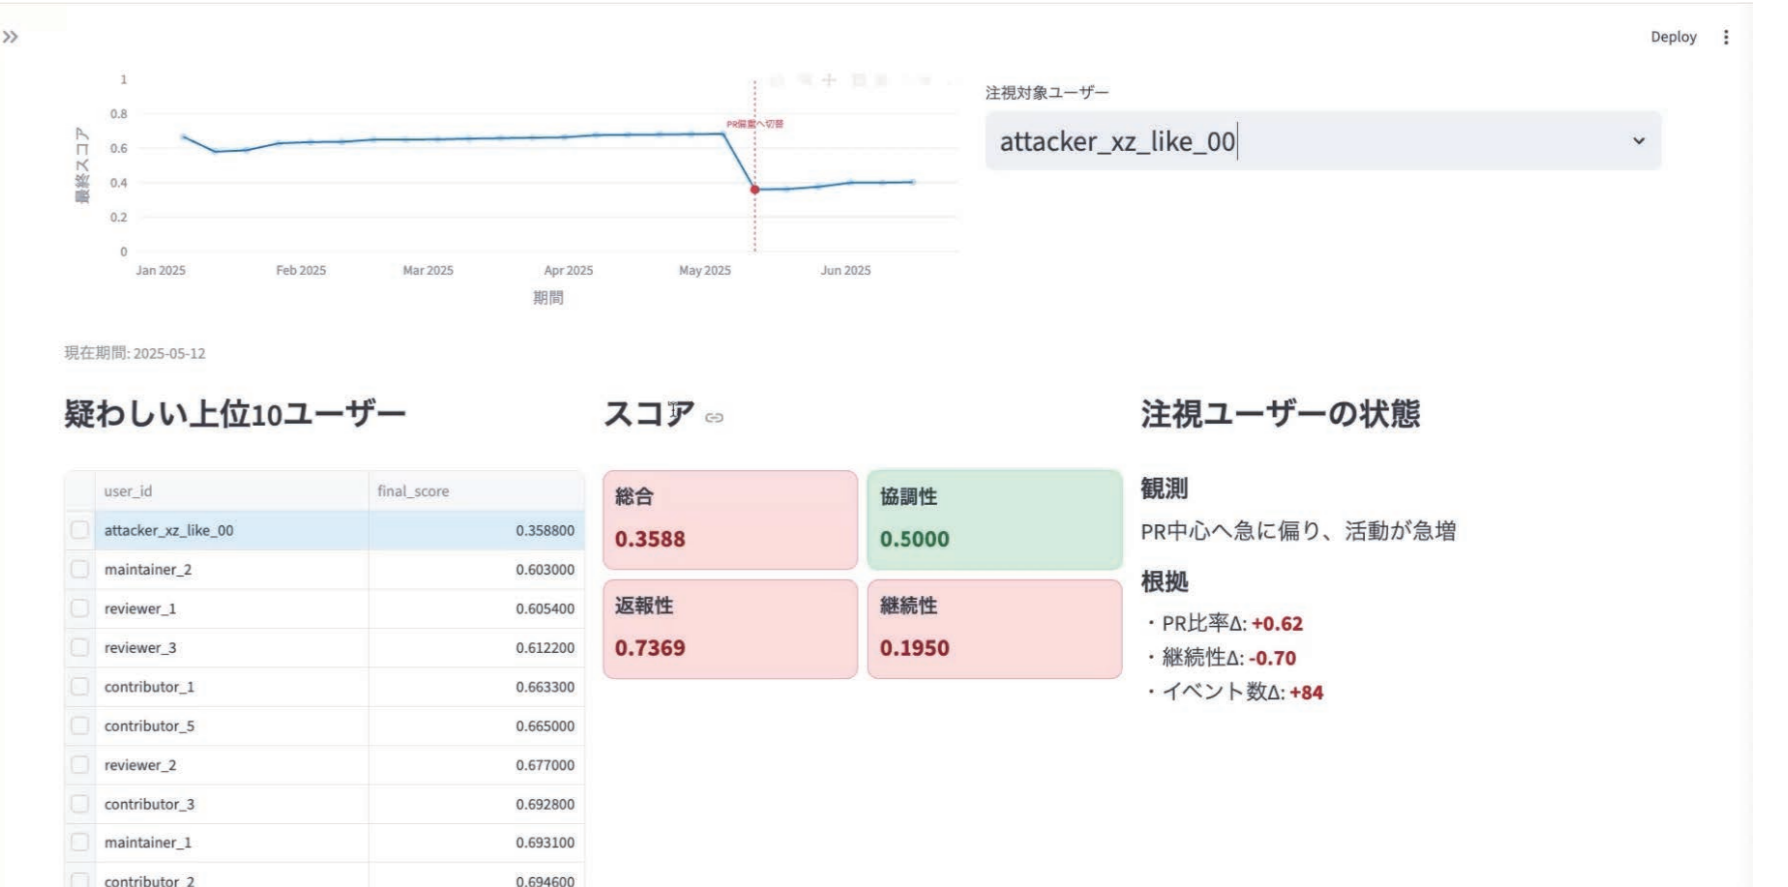 Deploy
1
0.8
0.6
0.4
0.2
0
最終スコア
PR偏重へ切替
Jan 2025
Feb 2025
Mar 2025
Apr 2025
May 2025
Jun 2025
期間
注視対象ユーザー
attacker_xz_like_00
現在期間: 2025-05-12
疑わしい上位10ユーザー
user_id final_score
attacker_xz_like_00 0.358800
maintainer_2 0.603000
reviewer_1 0.605400
reviewer_3 0.612200
contributor_1 0.663300
contributor_5 0.665000
reviewer_2 0.677000
contributor_3 0.692800
maintainer_1 0.693100
contributor_2 0.694600
スコア
総合
0.3588
協調性
0.5000
返報性
0.7369
継続性
0.1950
注視ユーザーの状態
観測
PR中心へ急に偏り、活動が急増
根拠
・PR比率Δ: +0.62
・継続性Δ: -0.70
・イベント数Δ: +84